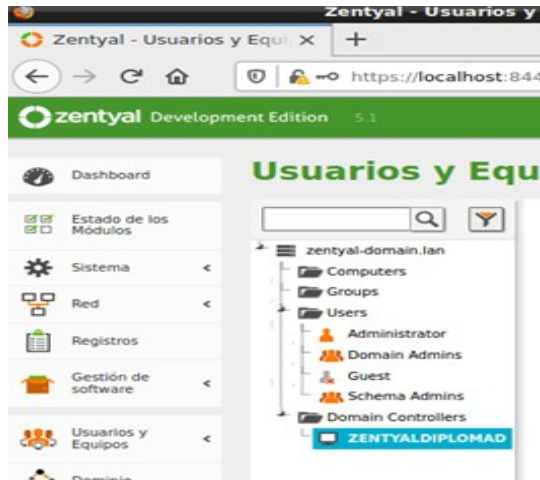 Zentyal - Usuarios y
Zentyal - Usuarios y Equi
https://localhost:844
zentyal Development Edition 5.1
Dashboard
Estado de los
Módulos
Sistema
Red
Registros
Gestión de
software
Usuarios y
Equipos
Dominio
Usuarios y Equ
zentyal-domain.lan
Computers
Groups
Users
Administrator
Domain Admins
Guest
Schema Admins
Domain Controllers
ZENTYALDIPLOMAD